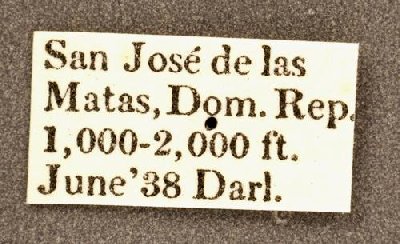 San José de las
Matas, Dom. Rep.
1,000-2,000 ft.
June'38 Darl.